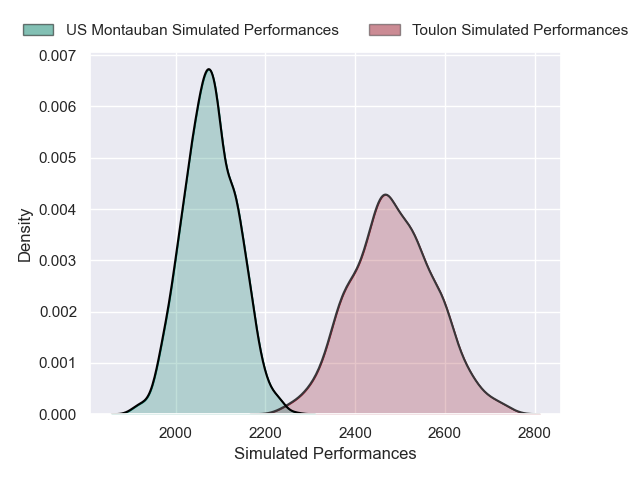 US Montauban Simulated Performances Toulon Simulated Performances
0.007
0.006
0.005
0.004
0.003
0.002
0.001
0.000
Density
2000 2200 2400 2600 2800
Simulated Performances